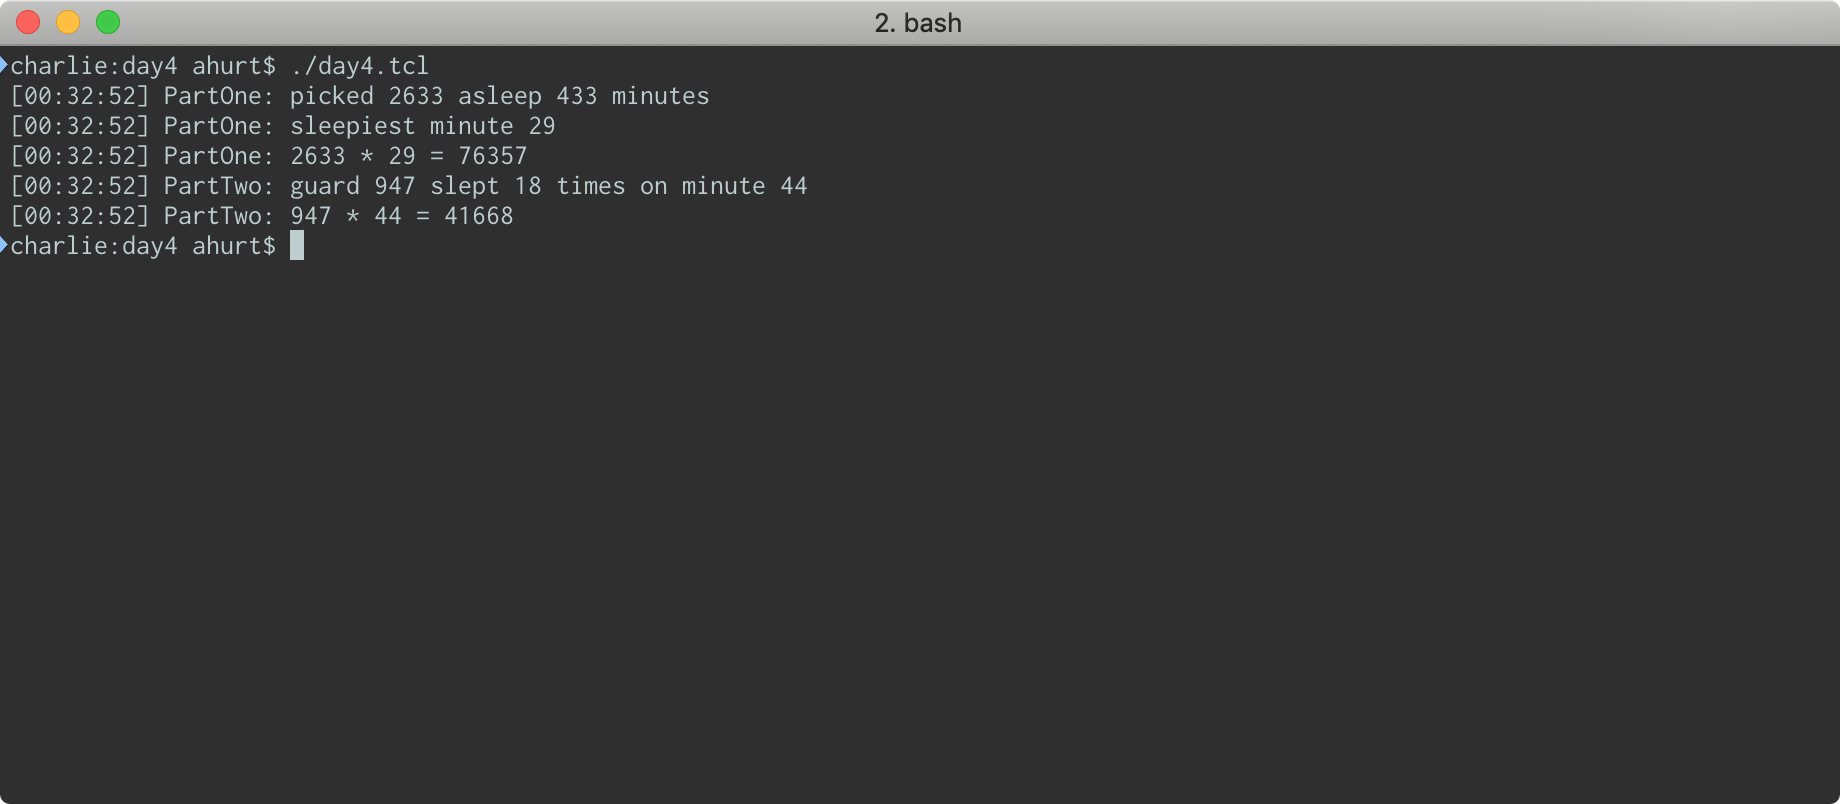 2. bash
charlie:day4 ahurt$ ./day4.tcl
[00:32:52] PartOne: picked 2633 asleep 433 minutes
[00:32:52] PartOne: sleepiest minute 29
[00:32:52] PartOne: 2633 * 29 = 76357
[00:32:52] PartTwo: guard 947 slept 18 times on minute 44
[00:32:52] PartTwo: 947 * 44 = 41668
charlie:day4 ahurt$